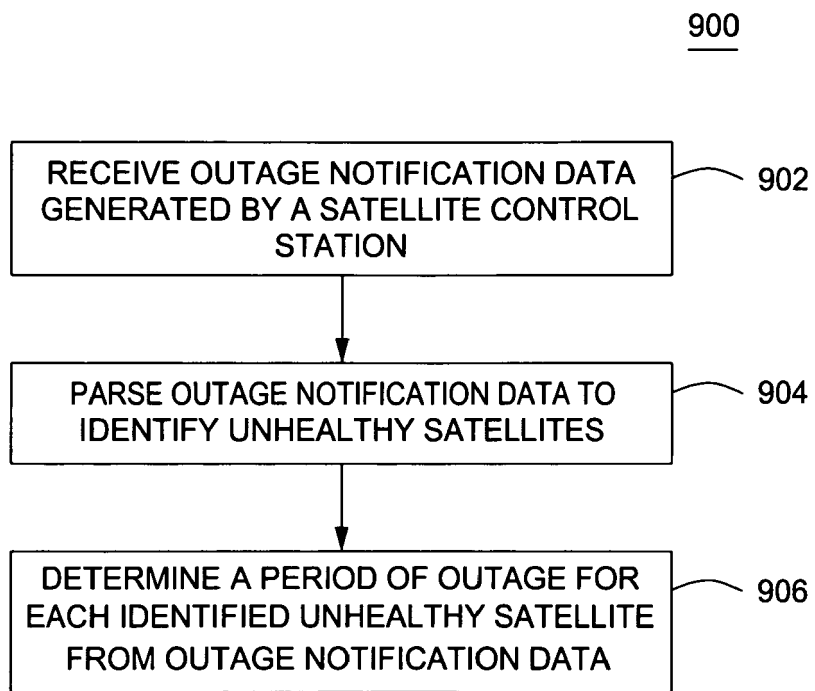 900
RECEIVE OUTAGE NOTIFICATION DATA
GENERATED BY A SATELLITE CONTROL
STATION
902
PARSE OUTAGE NOTIFICATION DATA TO
IDENTIFY UNHEALTHY SATELLITES
904
DETERMINE A PERIOD OF OUTAGE FOR
EACH IDENTIFIED UNHEALTHY SATELLITE
FROM OUTAGE NOTIFICATION DATA
906